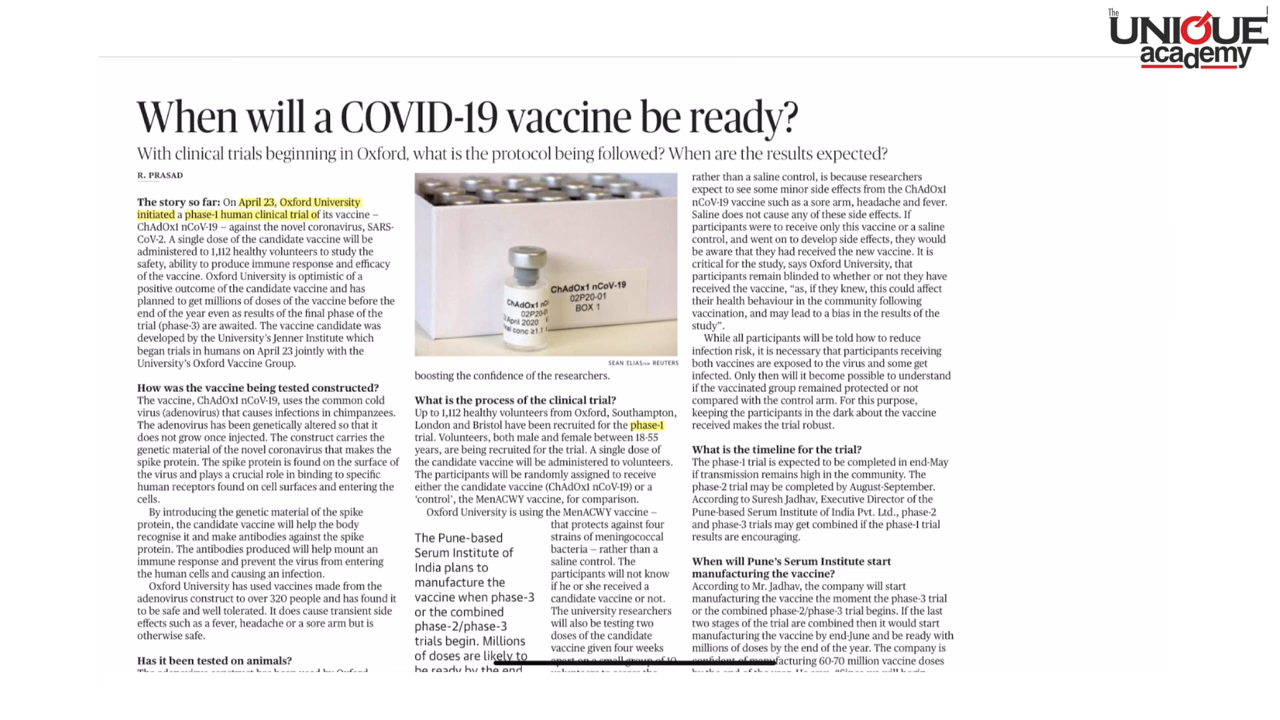 The
UNIQUE
academy
When will a COVID-19 vaccine be ready?
With clinical trials beginning in Oxford, what is the protocol being followed? When are the results expected?
R. PRASAD
The story so far: On April 23, Oxford University
initiated a phase-1 human clinical trial of its vaccine –
ChAdOx1 nCoV-19 – against the novel coronavirus, SARS-
CoV-2. A single dose of the candidate vaccine will be
administered to 1,112 healthy volunteers to study the
safety, ability to produce immune response and efficacy
of the vaccine. Oxford University is optimistic of a
positive outcome of the candidate vaccine and has
planned to get millions of doses of the vaccine before the
end of the year even as results of the final phase of the
trial (phase-3) are awaited. The vaccine candidate was
developed by the University's Jenner Institute which
began trials in humans on April 23 jointly with the
University's Oxford Vaccine Group.
How was the vaccine being tested constructed?
The vaccine, ChAdOx1 nCoV-19, uses the common cold
virus (adenovirus) that causes infections in chimpanzees.
The adenovirus has been genetically altered so that it
does not grow once injected. The construct carries the
genetic material of the novel coronavirus that makes the
spike protein. The spike protein is found on the surface of
the virus and plays a crucial role in binding to specific
human receptors found on cell surfaces and entering the
cells.
By introducing the genetic material of the spike
protein, the candidate vaccine will help the body
recognise it and make antibodies against the spike
protein. The antibodies produced will help mount an
immune response and prevent the virus from entering
the human cells and causing an infection.
Oxford University has used vaccines made from the
adenovirus construct to over 320 people and has found it
to be safe and well tolerated. It does cause transient side
effects such as a fever, headache or a sore arm but is
otherwise safe.
Has it been tested on animals?
The adenovirus construct has been used by Oxford
ChAdOx1 nCoV-19
02P20-01
BOX 1
ChAdOx1 nC
02P20-0
April 2020
SEAN ELIAS/via REUTERS
boosting the confidence of the researchers.
What is the process of the clinical trial?
Up to 1,112 healthy volunteers from Oxford, Southampton,
London and Bristol have been recruited for the phase-1
trial. Volunteers, both male and female between 18-55
years, are being recruited for the trial. A single dose of
the candidate vaccine will be administered to volunteers.
The participants will be randomly assigned to receive
either the candidate vaccine (ChAdOx1 nCoV-19) or a
'control', the MenACWY vaccine, for comparison.
Oxford University is using the MenACWY vaccine –
that protects against four
strains of meningococcal
bacteria – rather than a
saline control. The
participants will not know
if he or she received a
candidate vaccine or not.
The university researchers
will also be testing two
doses of the candidate
vaccine given four weeks
apart on a small group of 10
The Pune-based
Serum Institute of
India plans to
manufacture the
vaccine when phase-3
or the combined
phase-2/phase-3
trials begin. Millions
of doses are likely to
be ready by the end
rather than a saline control, is because researchers
expect to see some minor side effects from the ChAdOx1
nCoV-19 vaccine such as a sore arm, headache and fever.
Saline does not cause any of these side effects. If
participants were to receive only this vaccine or a saline
control, and went on to develop side effects, they would
be aware that they had received the new vaccine. It is
critical for the study, says Oxford University, that
participants remain blinded to whether or not they have
received the vaccine, "as, if they knew, this could affect
their health behaviour in the community following
vaccination, and may lead to a bias in the results of the
study".
While all participants will be told how to reduce
infection risk, it is necessary that participants receiving
both vaccines are exposed to the virus and some get
infected. Only then will it become possible to understand
if the vaccinated group remained protected or not
compared with the control arm. For this purpose,
keeping the participants in the dark about the vaccine
received makes the trial robust.
What is the timeline for the trial?
The phase-1 trial is expected to be completed in end-May
if transmission remains high in the community. The
phase-2 trial may be completed by August-September.
According to Suresh Jadhav, Executive Director of the
Pune-based Serum Institute of India Pvt. Ltd., phase-2
and phase-3 trials may get combined if the phase-1 trial
results are encouraging.
When will Pune's Serum Institute start
manufacturing the vaccine?
According to Mr. Jadhav, the company will start
manufacturing the vaccine the moment the phase-3 trial
or the combined phase-2/phase-3 trial begins. If the last
two stages of the trial are combined then it would start
manufacturing the vaccine by end-June and be ready with
millions of doses by the end of the year. The company is
confident of manufacturing 60-70 million vaccine doses